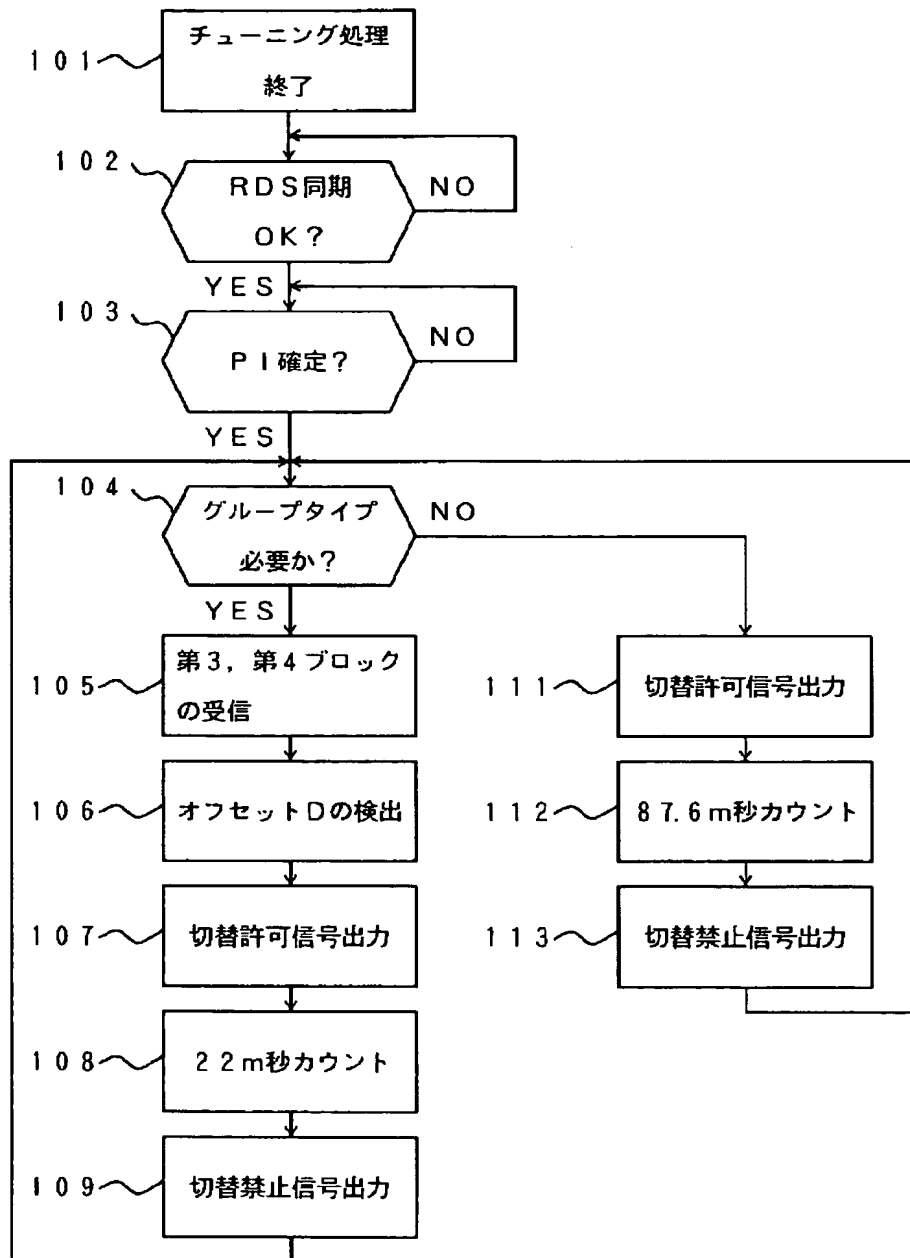 101
チューニング処理
終了
102
RDS同期
OK?
NO
YES
103
PI確定?
NO
YES
104
グループタイプ
必要か?
NO
YES
105
第3,第4ブロック
の受信
106
オフセットDの検出
107
切替許可信号出力
108
22m秒カウント
109
切替禁止信号出力
111
切替許可信号出力
112
87.6m秒カウント
113
切替禁止信号出力